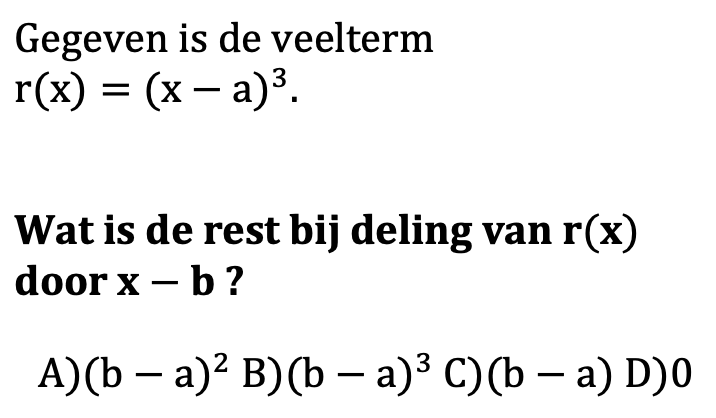 Gegeven is de veelterm
r(x) = (x − a)³.
Wat is de rest bij deling van r(x)
door x − b ?
A)(b − a)² B)(b − a)³ C)(b − a) D)0